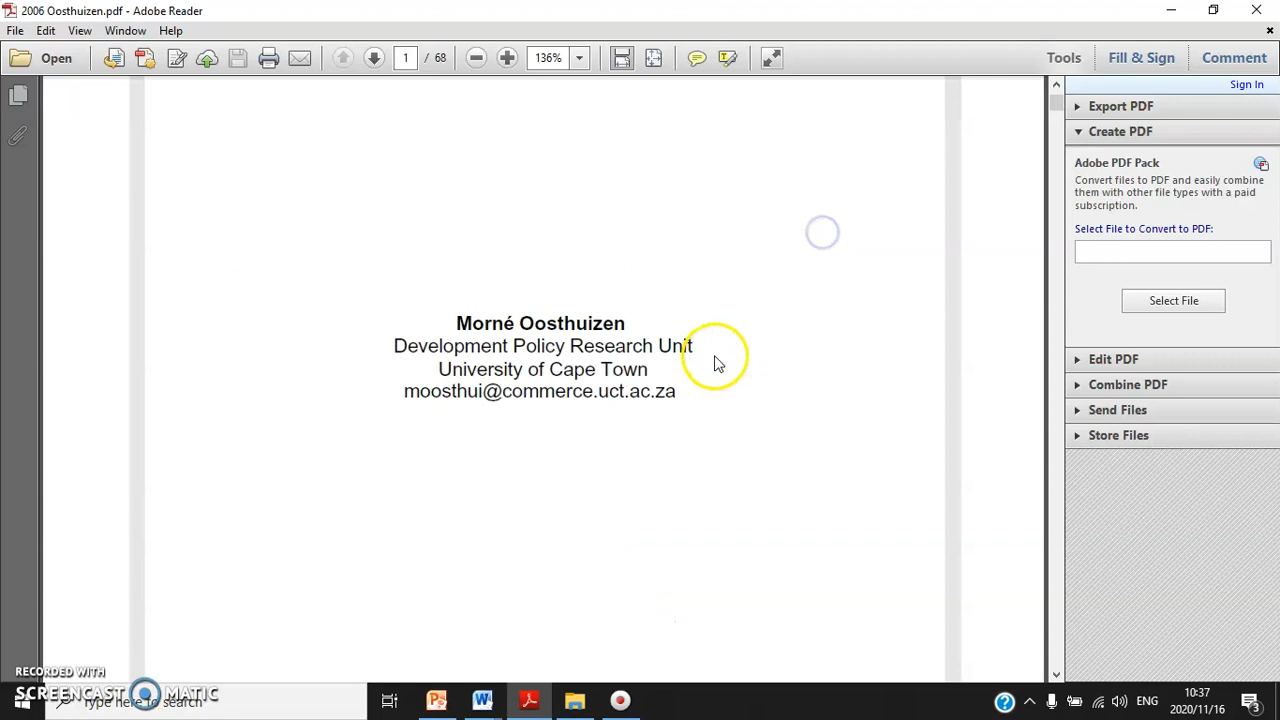 2006 Oosthuizen.pdf - Adobe Reader
File Edit View Window Help
Open 1 / 68 136% Tools Fill & Sign Comment
Sign In
Export PDF
Create PDF
Adobe PDF Pack
Convert files to PDF and easily combine
them with other file types with a paid
subscription.
Select File to Convert to PDF:
Select File
Edit PDF
Combine PDF
Send Files
Store Files
Morné Oosthuizen
Development Policy Research Unit
University of Cape Town
moosthui@commerce.uct.ac.za
RECORDED WITH
SCREENCAST MATIC
Type here to search
ENG
10:37
2020/11/16
3